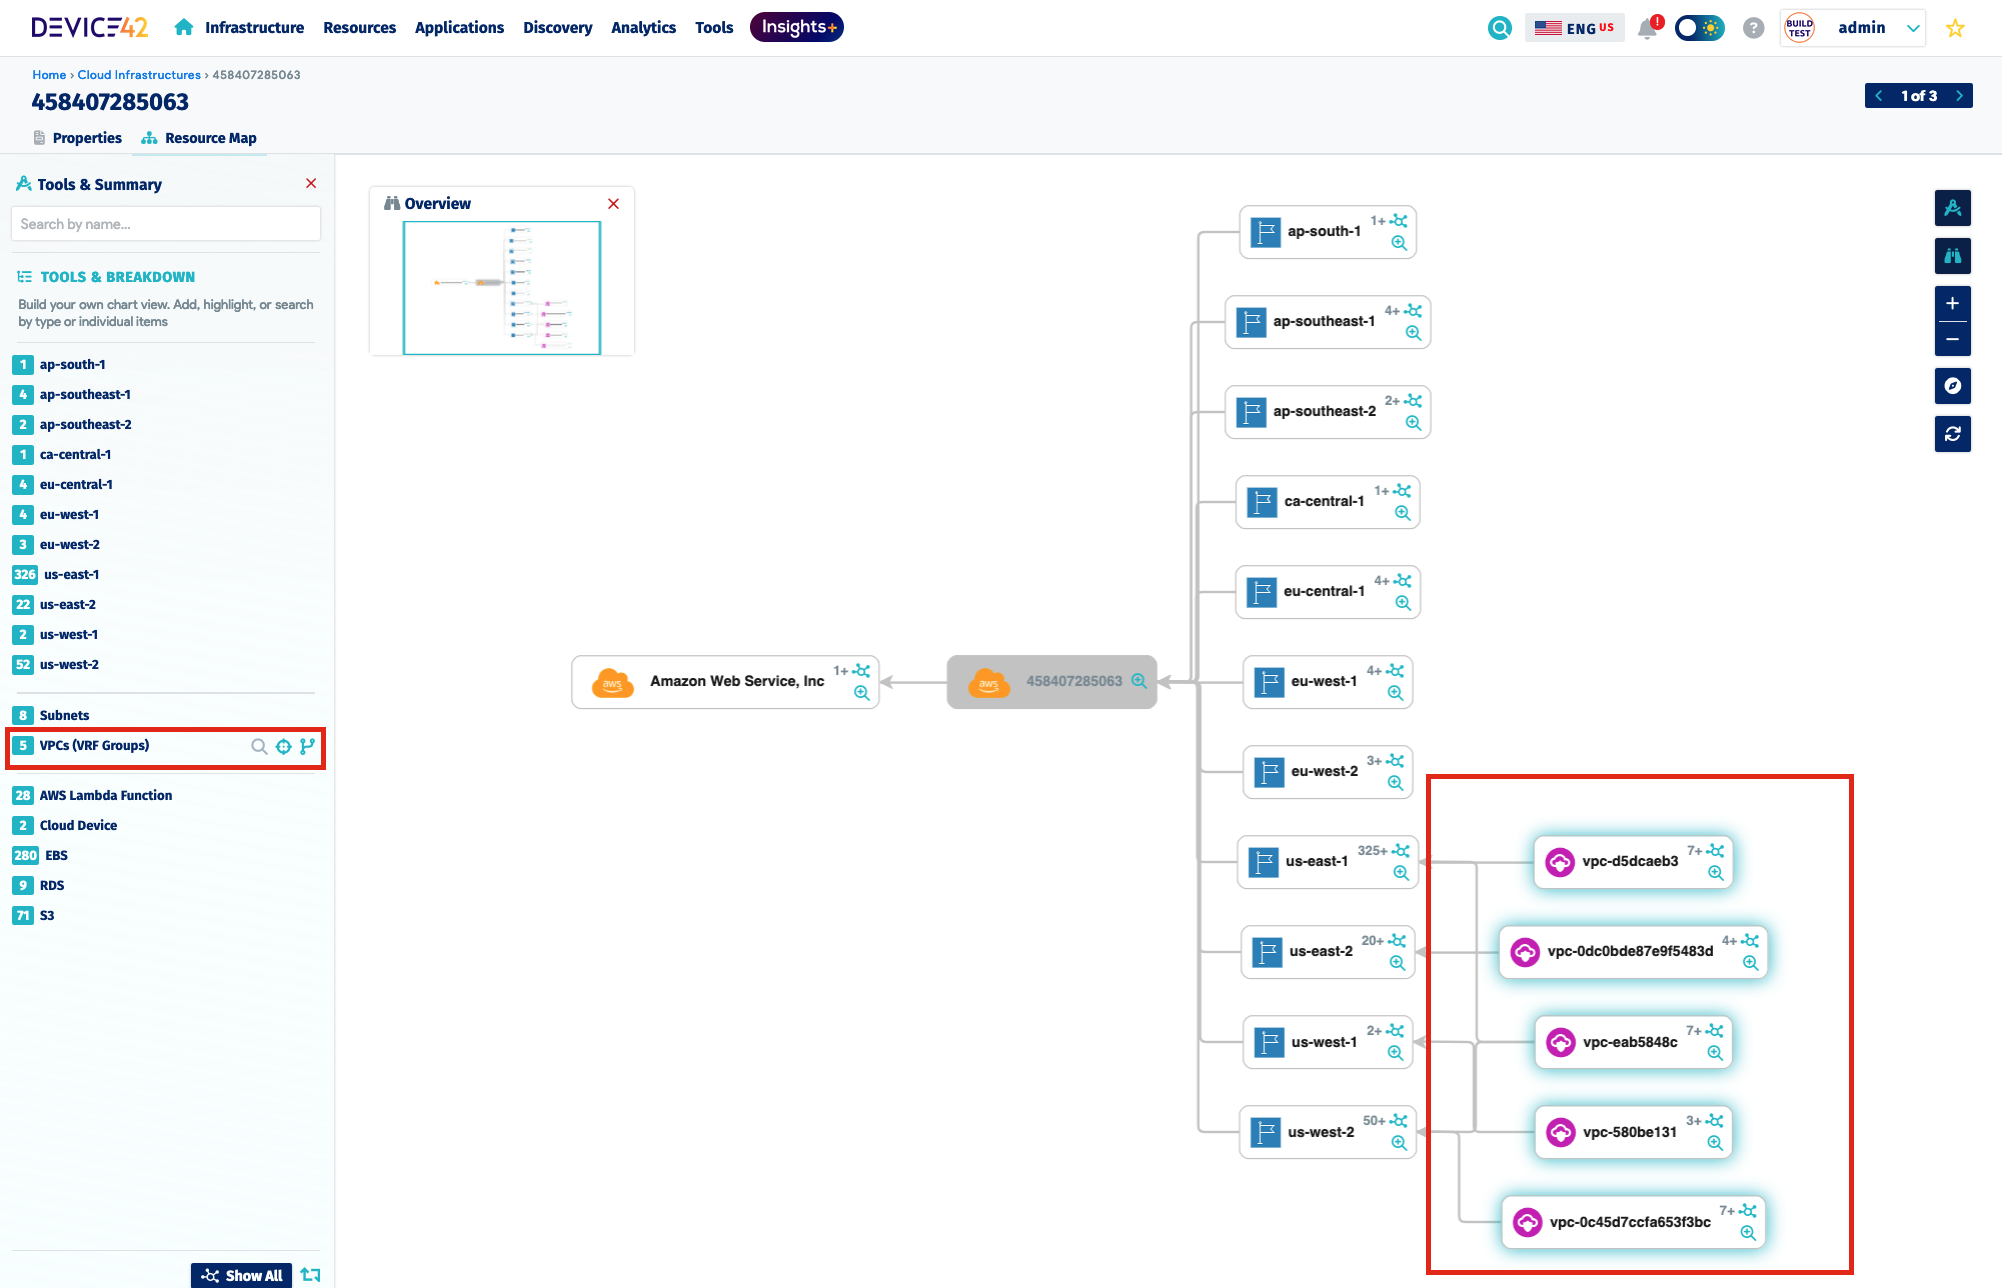 DEVICE42
Infrastructure
Resources
Applications
Discovery
Analytics
Tools
Insights+
ENG US
!
?
BUILD
TEST
admin
Home › Cloud Infrastructures › 458407285063
458407285063
1 of 3
Properties
Resource Map
Tools & Summary
Search by name...
TOOLS & BREAKDOWN
Build your own chart view. Add, highlight, or search
by type or individual items
1 ap-south-1
4 ap-southeast-1
2 ap-southeast-2
1 ca-central-1
4 eu-central-1
4 eu-west-1
3 eu-west-2
326 us-east-1
22 us-east-2
2 us-west-1
52 us-west-2
8 Subnets
5 VPCs (VRF Groups)
28 AWS Lambda Function
2 Cloud Device
280 EBS
9 RDS
71 S3
Show All
Overview
aws Amazon Web Service, Inc 1+
aws 458407285063
ap-south-1 1+
ap-southeast-1 4+
ap-southeast-2 2+
ca-central-1 1+
eu-central-1 4+
eu-west-1 4+
eu-west-2 3+
us-east-1 325+
us-east-2 20+
us-west-1 2+
us-west-2 50+
vpc-d5dcaeb3 7+
vpc-0dc0bde87e9f5483d 4+
vpc-eab5848c 7+
vpc-580be131 3+
vpc-0c45d7ccfa653f3bc 7+